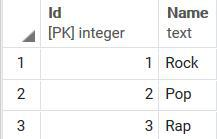 Id Name
[PK] integer text
1 1 Rock
2 2 Pop
3 3 Rap